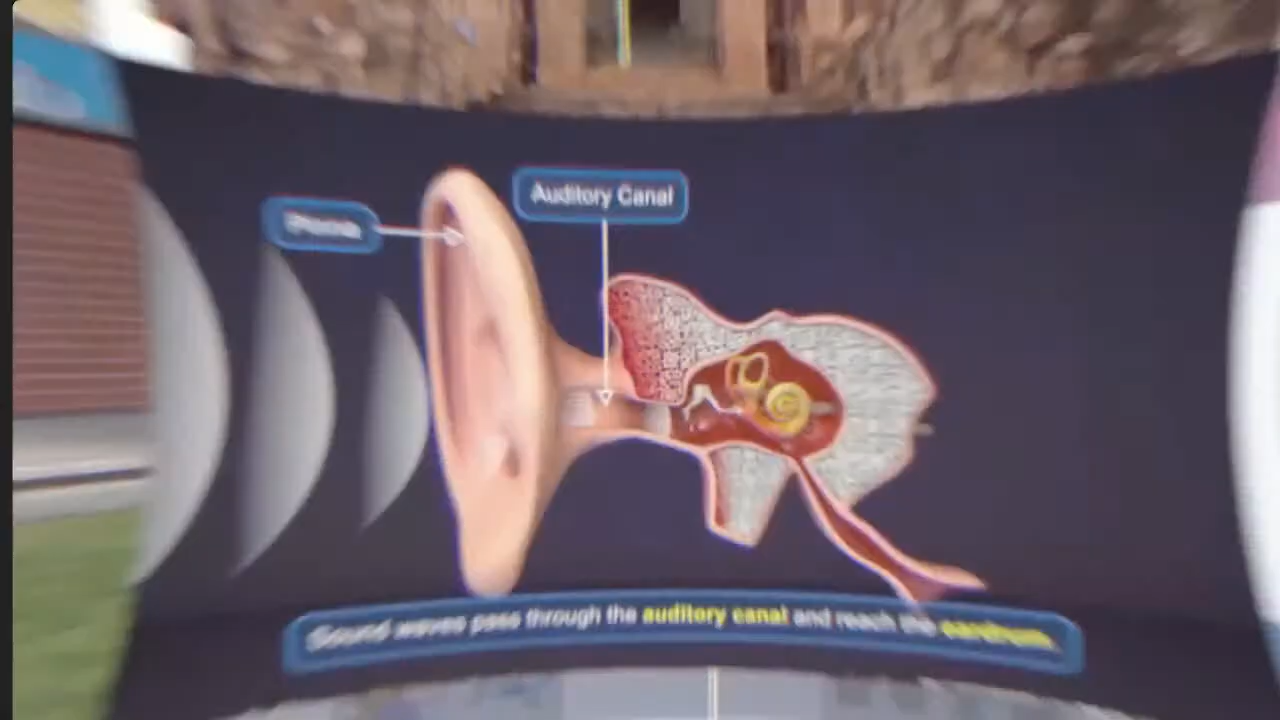 Auditory Canal
Sound waves pass through the auditory canal and reach the eardrum.